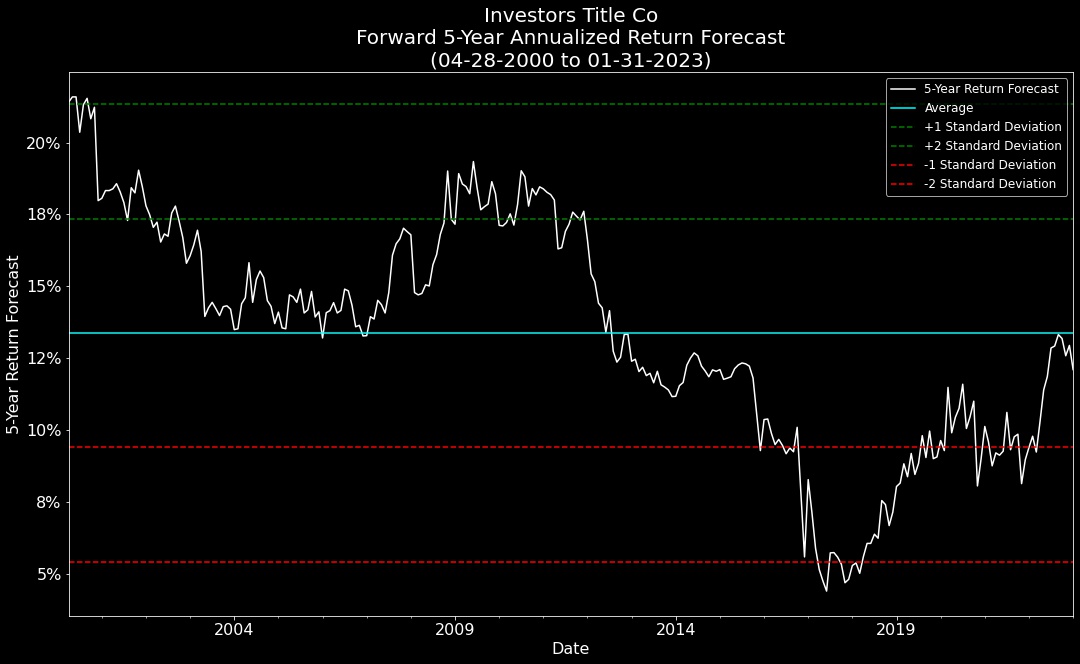 Investors Title Co
Forward 5-Year Annualized Return Forecast
(04-28-2000 to 01-31-2023)
5-Year Return Forecast
Average
+1 Standard Deviation
+2 Standard Deviation
-1 Standard Deviation
-2 Standard Deviation
5-Year Return Forecast
20%
18%
15%
12%
10%
8%
5%
2004
2009
2014
2019
Date